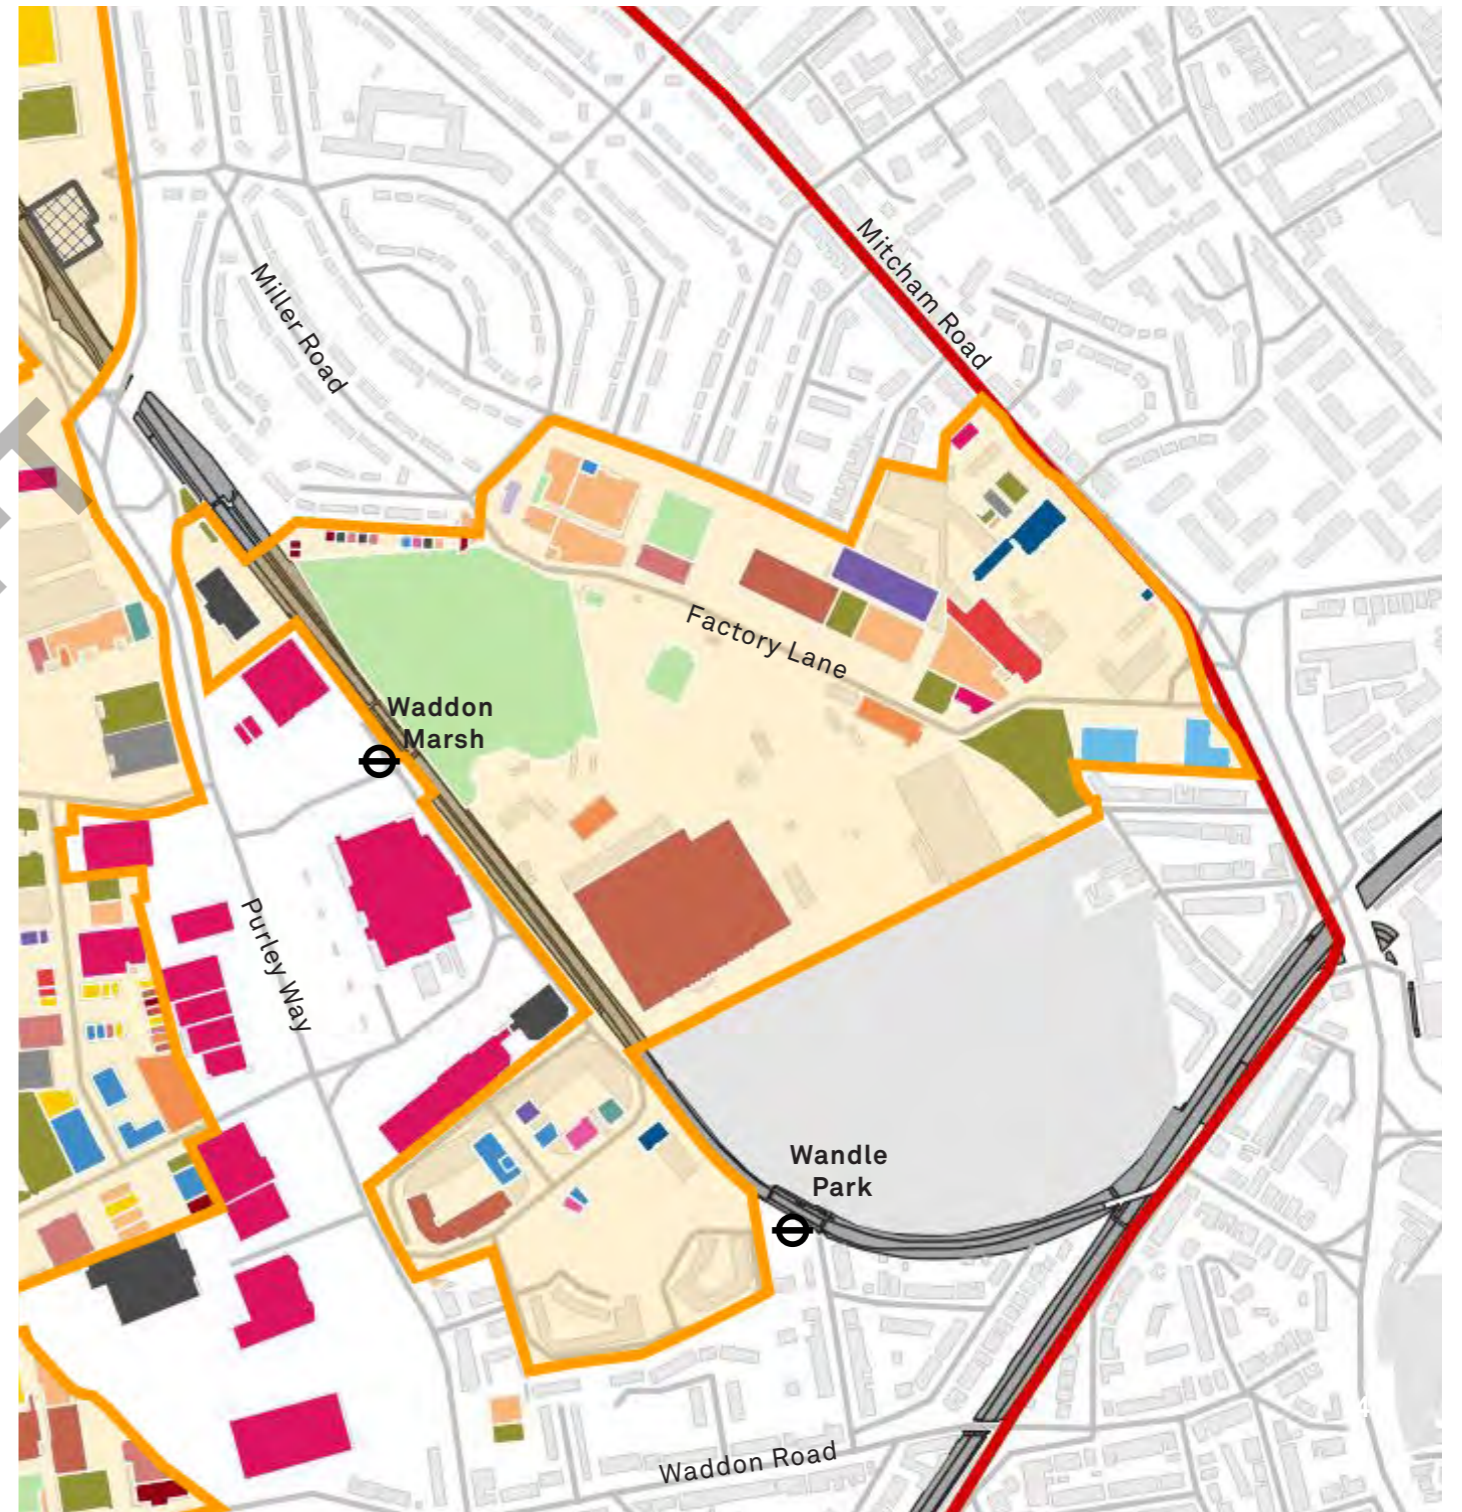 Mitcham Road
Miller Road
Factory Lane
Waddon
Marsh
Purley Way
Wandle
Park
Waddon Road